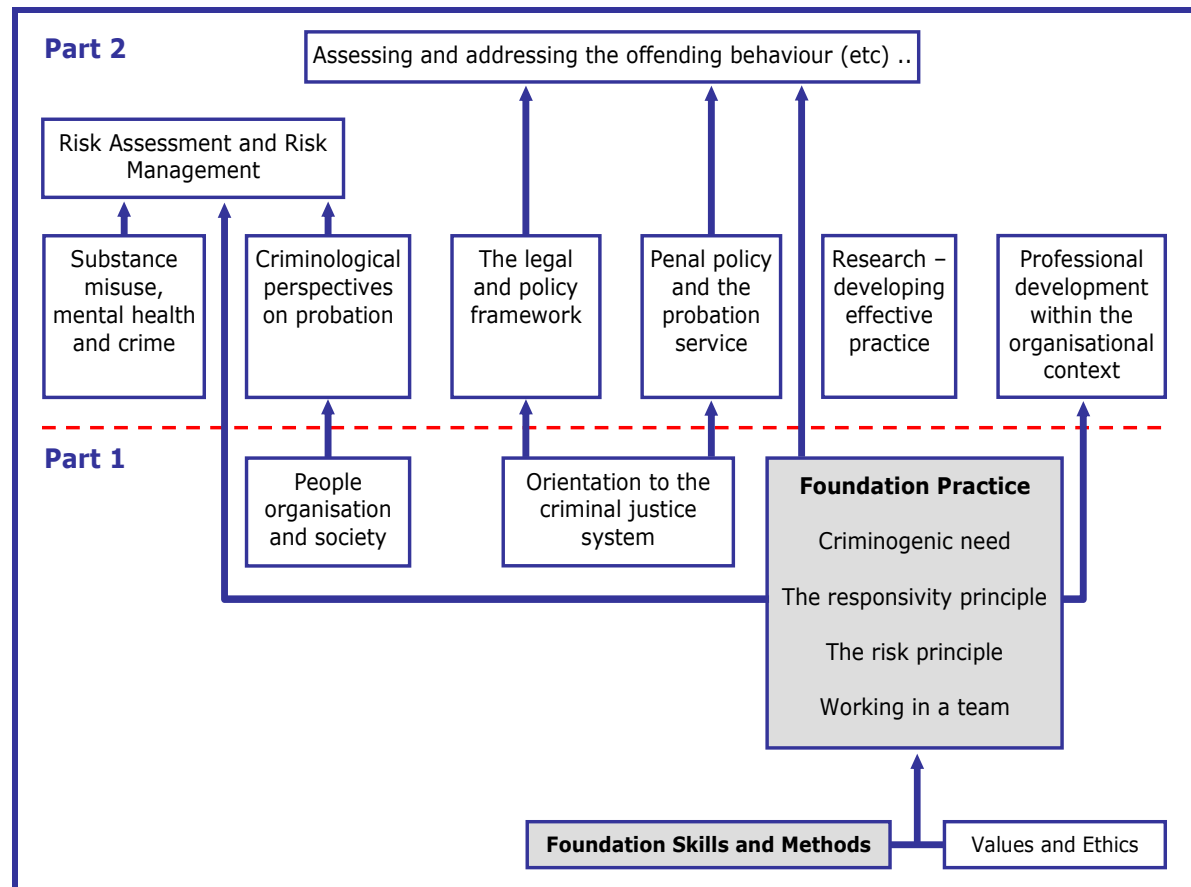 Part 2
Assessing and addressing the offending behaviour (etc) ..
Risk Assessment and Risk
Management
Substance
misuse,
mental health
and crime
Criminological
perspectives
on probation
The legal
and policy
framework
Penal policy
and the
probation
service
Research –
developing
effective
practice
Professional
development
within the
organisational
context
Part 1
People
organisation
and society
Orientation to the
criminal justice
system
Foundation Practice
Criminogenic need
The responsivity principle
The risk principle
Working in a team
Foundation Skills and Methods
Values and Ethics